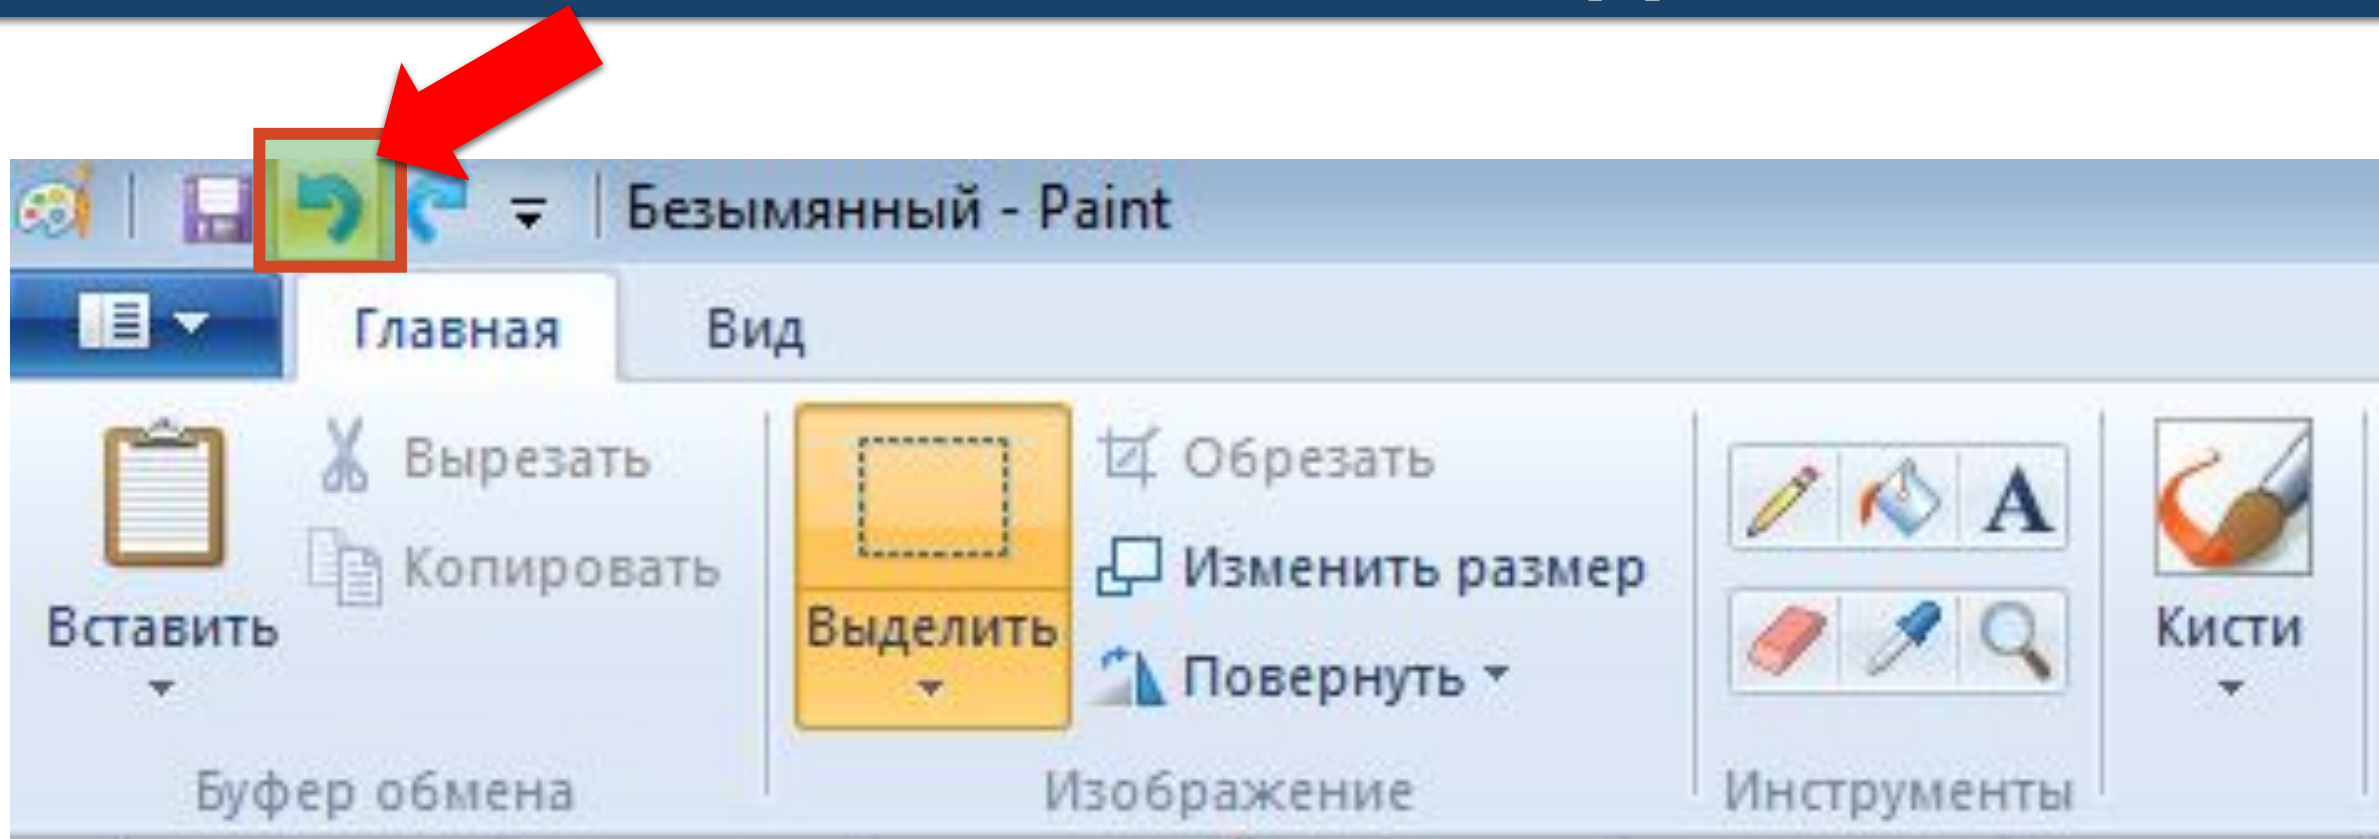 Безымянный - Paint
Главная Вид
Вырезать
Копировать
Вставить
Буфер обмена
Выделить
Обрезать
Изменить размер
Повернуть
Изображение
A
Инструменты
Кисти